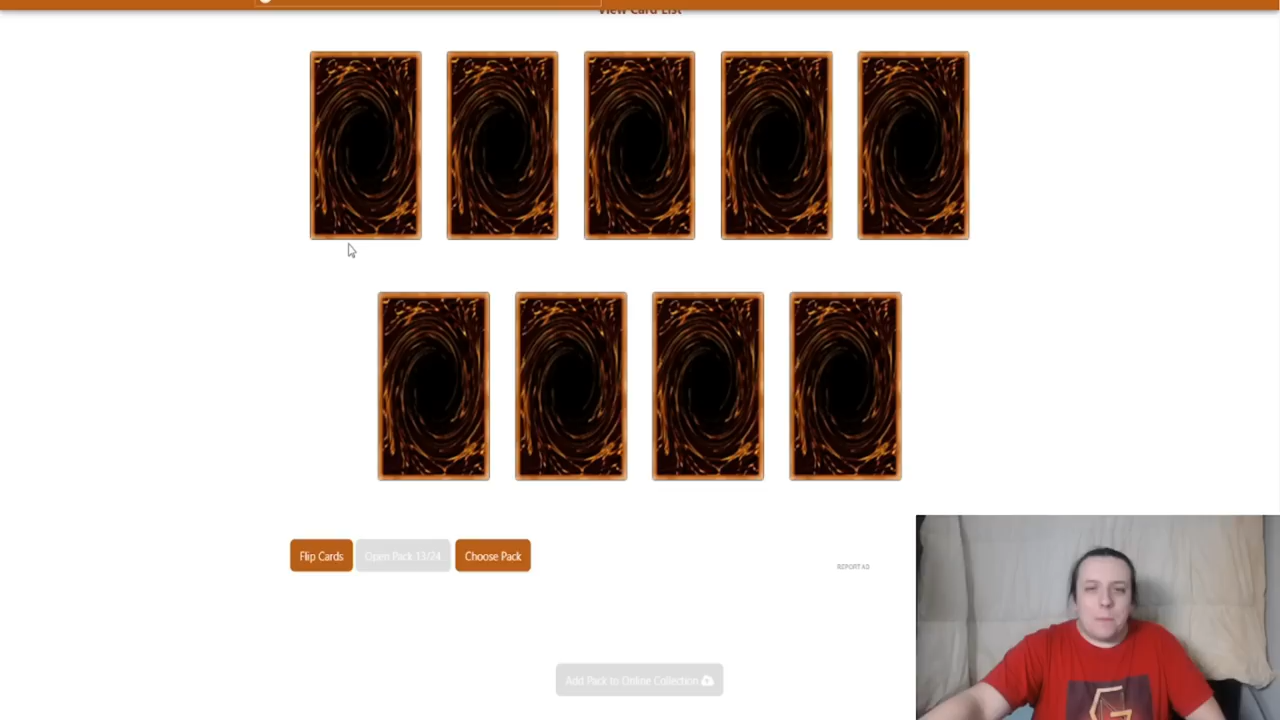 View Card List
Flip Cards
Open Pack 13/24
Choose Pack
REPORT AD
Add Pack to Online Collection